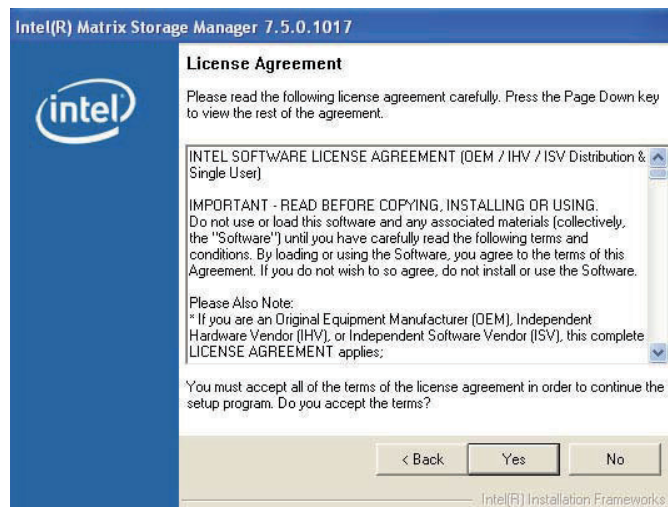 Intel(R) Matrix Storage Manager 7.5.0.1017
intel
License Agreement
Please read the following license agreement carefully. Press the Page Down key
to view the rest of the agreement.
INTEL SOFTWARE LICENSE AGREEMENT (OEM / IHV / ISV Distribution &
Single User)
IMPORTANT - READ BEFORE COPYING, INSTALLING OR USING.
Do not use or load this software and any associated materials (collectively,
the "Software") until you have carefully read the following terms and
conditions. By loading or using the Software, you agree to the terms of this
Agreement. If you do not wish to so agree, do not install or use the Software.
Please Also Note:
* If you are an Original Equipment Manufacturer (OEM), Independent
Hardware Vendor (IHV), or Independent Software Vendor (ISV), this complete
LICENSE AGREEMENT applies;
You must accept all of the terms of the license agreement in order to continue the
setup program. Do you accept the terms?
< Back
Yes
No
Intel(R) Installation Frameworks